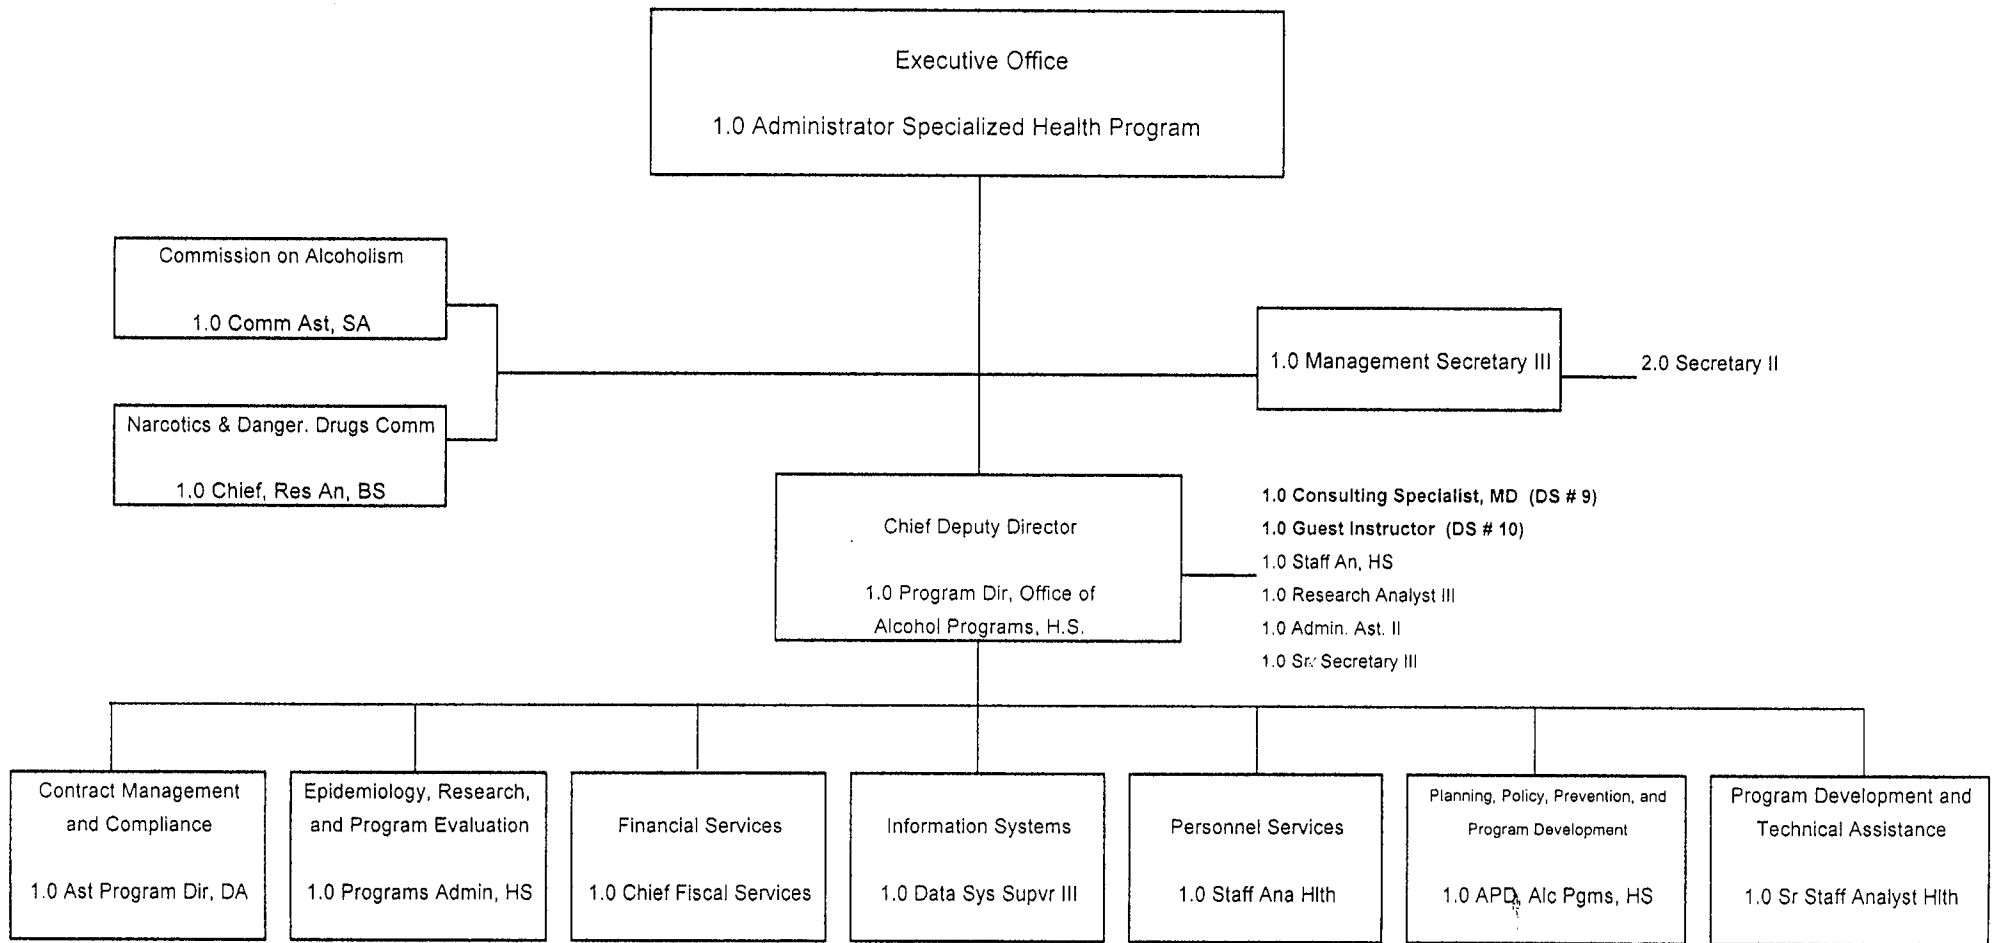 Executive Office
1.0 Administrator Specialized Health Program
Commission on Alcoholism
1.0 Comm Ast, SA
Narcotics & Danger. Drugs Comm
1.0 Chief, Res An, BS
1.0 Management Secretary III
2.0 Secretary II
Chief Deputy Director
1.0 Program Dir, Office of
Alcohol Programs, H.S.
1.0 Consulting Specialist, MD (DS # 9)
1.0 Guest Instructor (DS # 10)
1.0 Staff An, HS
1.0 Research Analyst III
1.0 Admin. Ast. II
1.0 Sr. Secretary III
Contract Management
and Compliance
1.0 Ast Program Dir, DA
Epidemiology, Research,
and Program Evaluation
1.0 Programs Admin, HS
Financial Services
1.0 Chief Fiscal Services
Information Systems
1.0 Data Sys Supvr III
Personnel Services
1.0 Staff Ana Hlth
Planning, Policy, Prevention, and
Program Development
1.0 APD, Alc Pgms, HS
Program Development and
Technical Assistance
1.0 Sr Staff Analyst Hlth